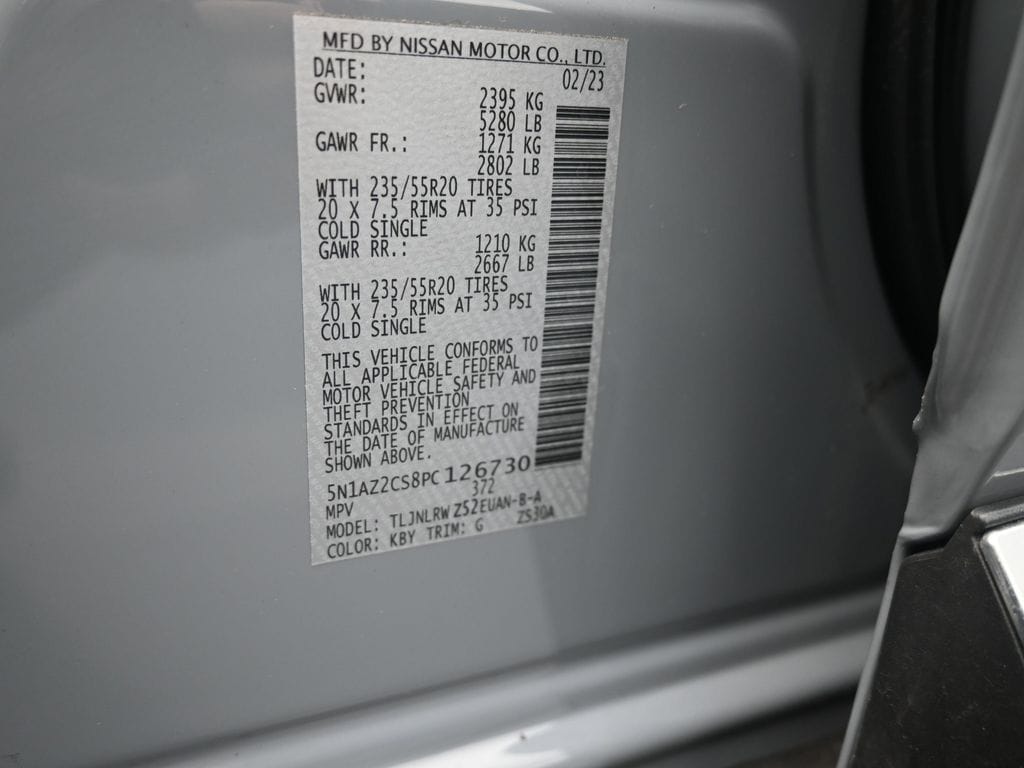 MFD BY NISSAN MOTOR CO., LTD.
DATE: 02/23
GVWR: 2395 KG
5280 LB
GAWR FR.: 1271 KG
2802 LB
WITH 235/55R20 TIRES
20 X 7.5 RIMS AT 35 PSI
COLD SINGLE
GAWR RR.: 1210 KG
2667 LB
WITH 235/55R20 TIRES
20 X 7.5 RIMS AT 35 PSI
COLD SINGLE
THIS VEHICLE CONFORMS TO
ALL APPLICABLE FEDERAL
MOTOR VEHICLE SAFETY AND
THEFT PREVENTION
STANDARDS IN EFFECT ON
THE DATE OF MANUFACTURE
SHOWN ABOVE.
5N1AZ2CS8PC126730
MPV 372
MODEL: TLJNLRW Z52EUAN-B-A
COLOR: KBY TRIM: G ZS30A